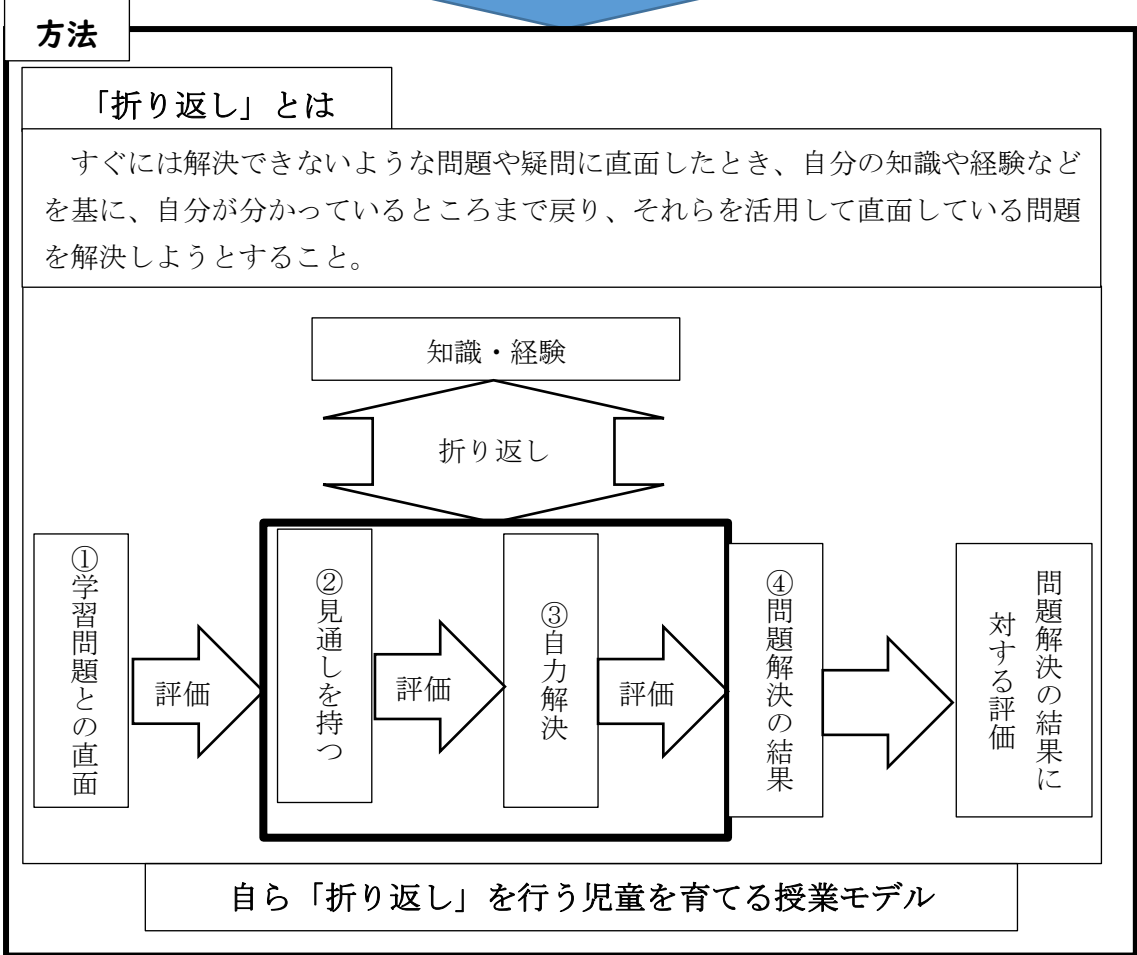 方法
「折り返し」とは
すぐには解決できないような問題や疑問に直面したとき、自分の知識や経験など
を基に、自分が分かっているところまで戻り、それらを活用して直面している問題
を解決しようとすること。
知識・経験
折り返し
①学習問題との直面
評価
②見通しを持つ
評価
③自力解決
評価
④問題解決の結果
問題解決の結果に
対する評価
自ら「折り返し」を行う児童を育てる授業モデル